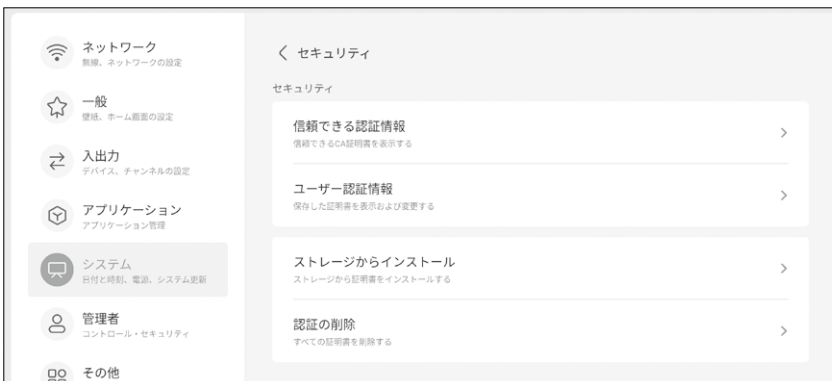 ネットワーク
無線、ネットワークの設定
一般
壁紙、ホーム画面の設定
入出力
デバイス、チャンネルの設定
アプリケーション
アプリケーション管理
システム
日付と時刻、電源、システム更新
管理者
コントロール・セキュリティ
その他
セキュリティ
セキュリティ
信頼できる認証情報
信頼できるCA証明書を表示する
ユーザー認証情報
保存した証明書を表示および変更する
ストレージからインストール
ストレージから証明書をインストールする
認証の削除
すべての証明書を削除する